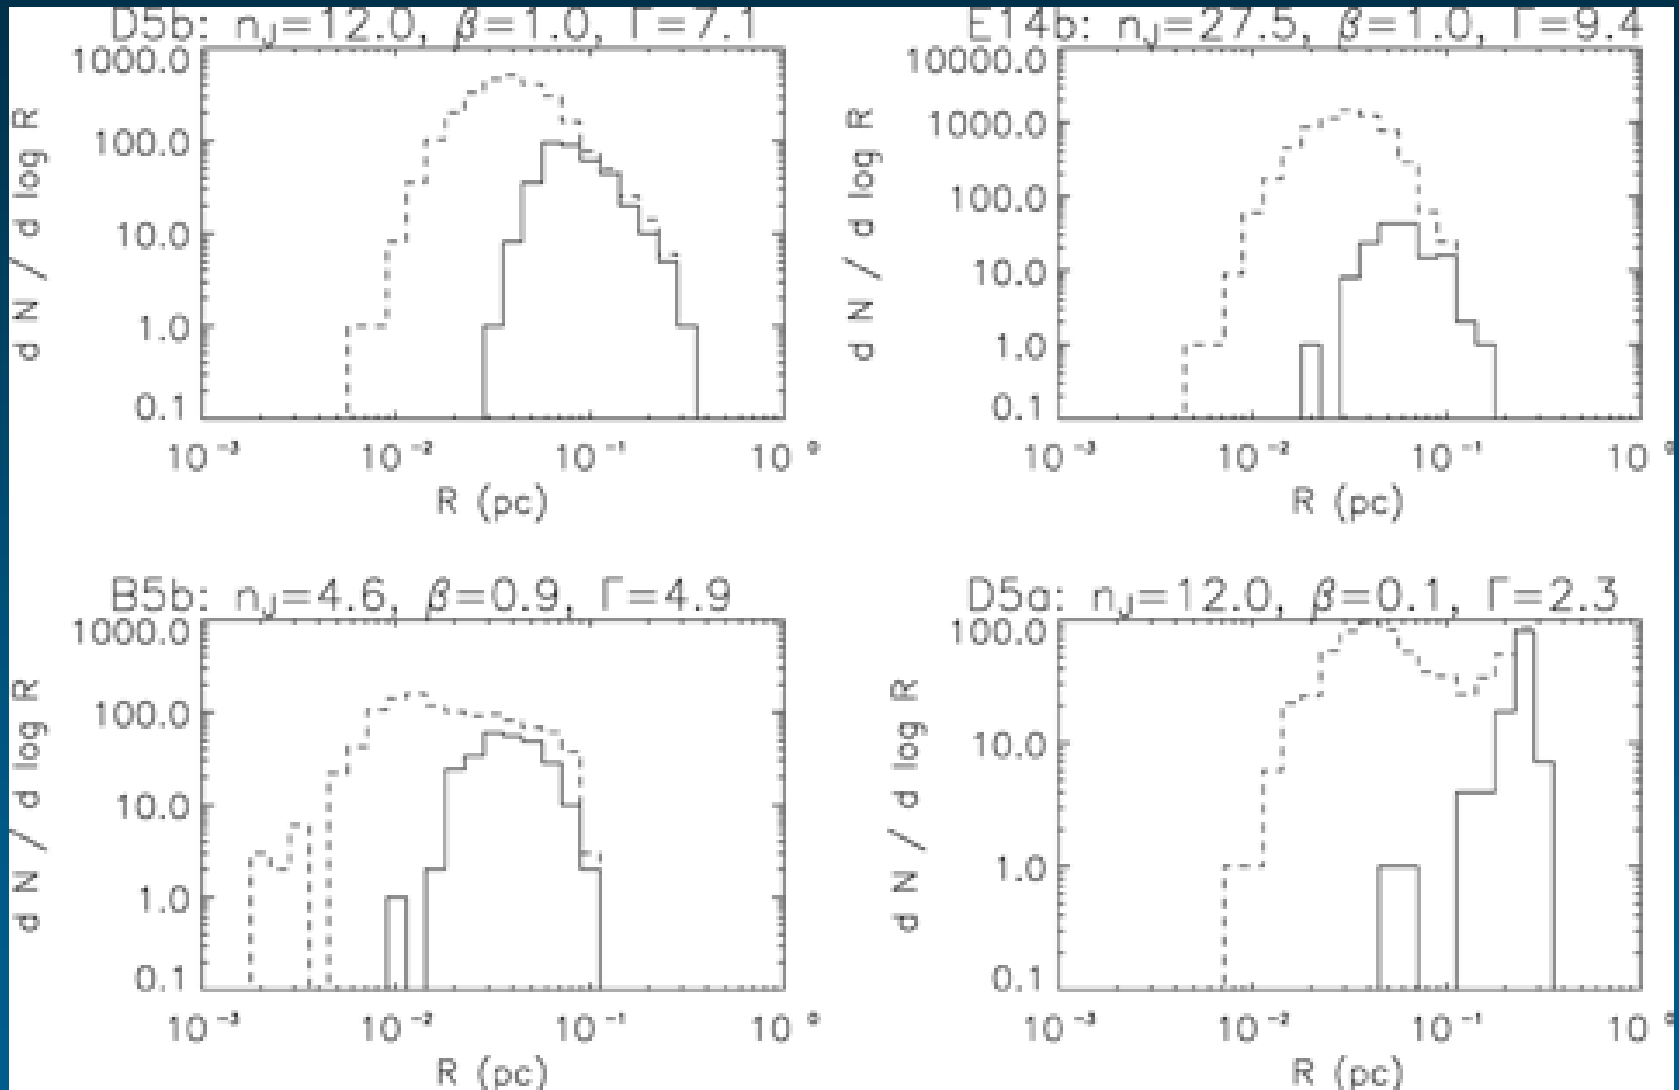 D5b: n_J=12.0, β=1.0, Γ=7.1
1000.0
100.0
10.0
1.0
0.1
d N / d log R
10⁻³ 10⁻² 10⁻¹ 10⁰
R (pc)
E14b: n_J=27.5, β=1.0, Γ=9.4
10000.0
1000.0
100.0
10.0
1.0
0.1
d N / d log R
10⁻³ 10⁻² 10⁻¹ 10⁰
R (pc)
B5b: n_J=4.6, β=0.9, Γ=4.9
1000.0
100.0
10.0
1.0
0.1
d N / d log R
10⁻³ 10⁻² 10⁻¹ 10⁰
R (pc)
D5a: n_J=12.0, β=0.1, Γ=2.3
100.0
10.0
1.0
0.1
d N / d log R
10⁻³ 10⁻² 10⁻¹ 10⁰
R (pc)